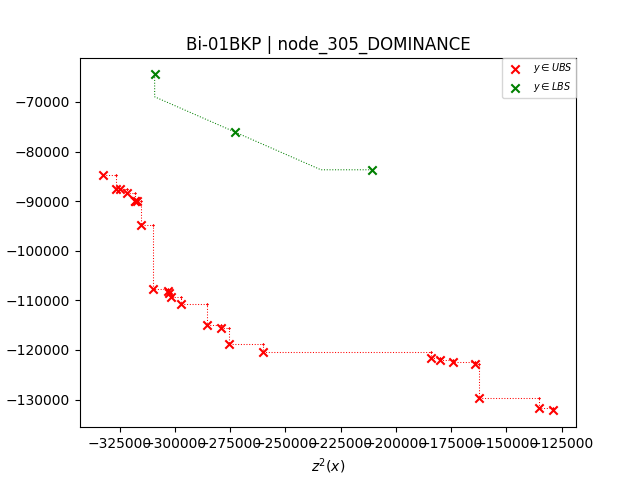 Bi-01BKP | node_305_DOMINANCE
y ∈ UBS
y ∈ LBS
−70000
−80000
−90000
−100000
−110000
−120000
−130000
−325000 −300000 −275000 −250000 −225000 −200000 −175000 −150000 −125000
z²(x)